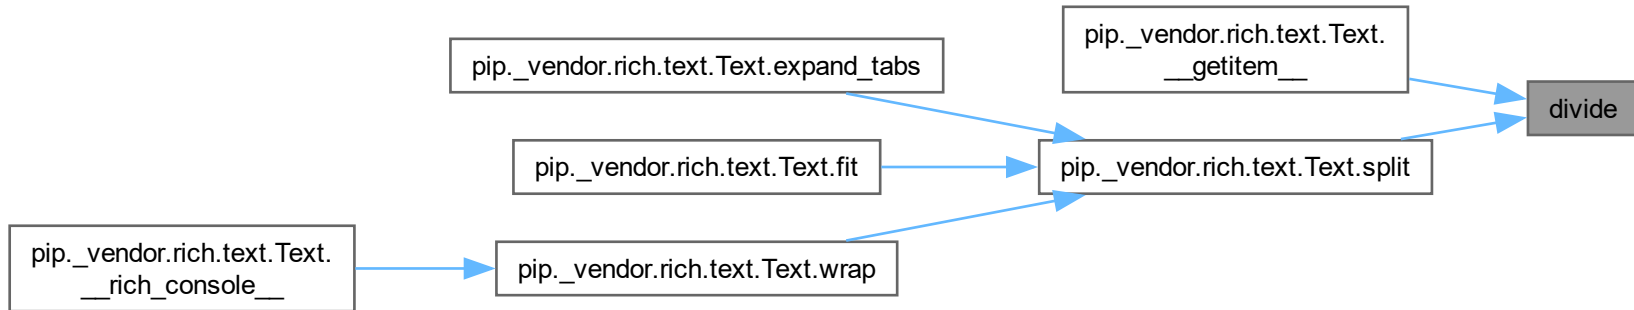 pip._vendor.rich.text.Text.
__getitem__
pip._vendor.rich.text.Text.expand_tabs
divide
pip._vendor.rich.text.Text.fit
pip._vendor.rich.text.Text.split
pip._vendor.rich.text.Text.
__rich_console__
pip._vendor.rich.text.Text.wrap